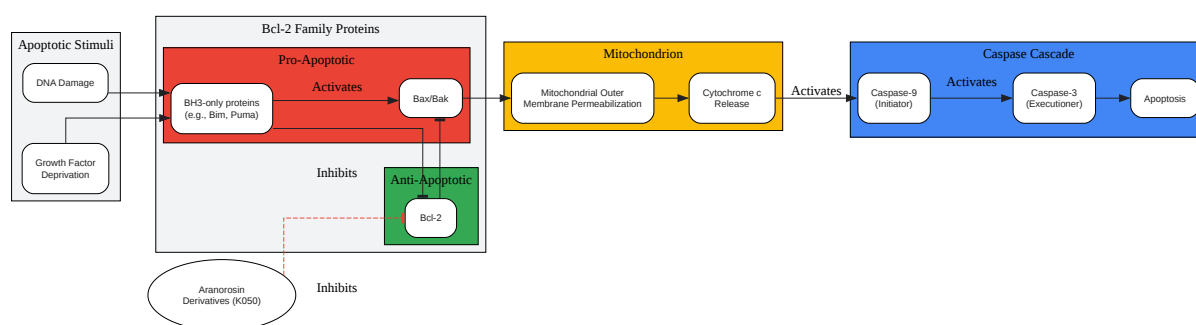 Apoptotic Stimuli
DNA Damage
Growth Factor
Deprivation
Bcl-2 Family Proteins
Pro-Apoptotic
BH3-only proteins
(e.g., Bim, Puma)
Activates
Bax/Bak
Inhibits
Anti-Apoptotic
Bcl-2
Aranorosin
Derivatives (K050)
Inhibits
Mitochondrion
Mitochondrial Outer
Membrane Permeabilization
Cytochrome c
Release
Activates
Caspase Cascade
Caspase-9
(Initiator)
Activates
Caspase-3
(Executioner)
Apoptosis